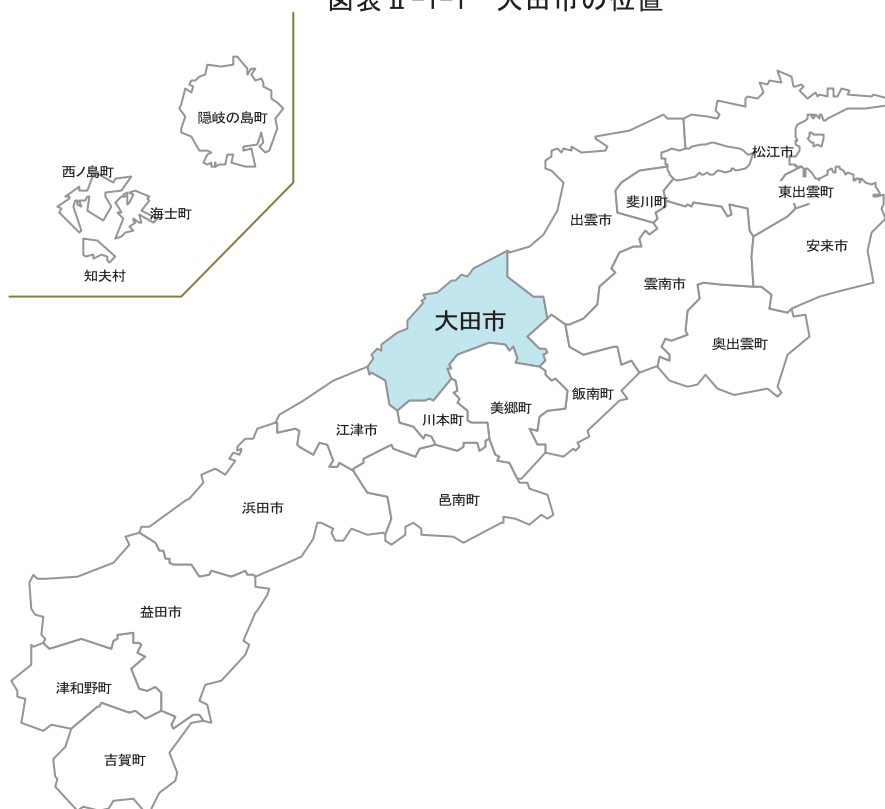 図表Ⅱ-1-1 大田市の位置
隠岐の島町
西ノ島町
海士町
知夫村
松江市
東出雲町
斐川町
出雲市
安来市
雲南市
大田市
奥出雲町
飯南町
美郷町
川本町
江津市
邑南町
浜田市
益田市
津和野町
吉賀町